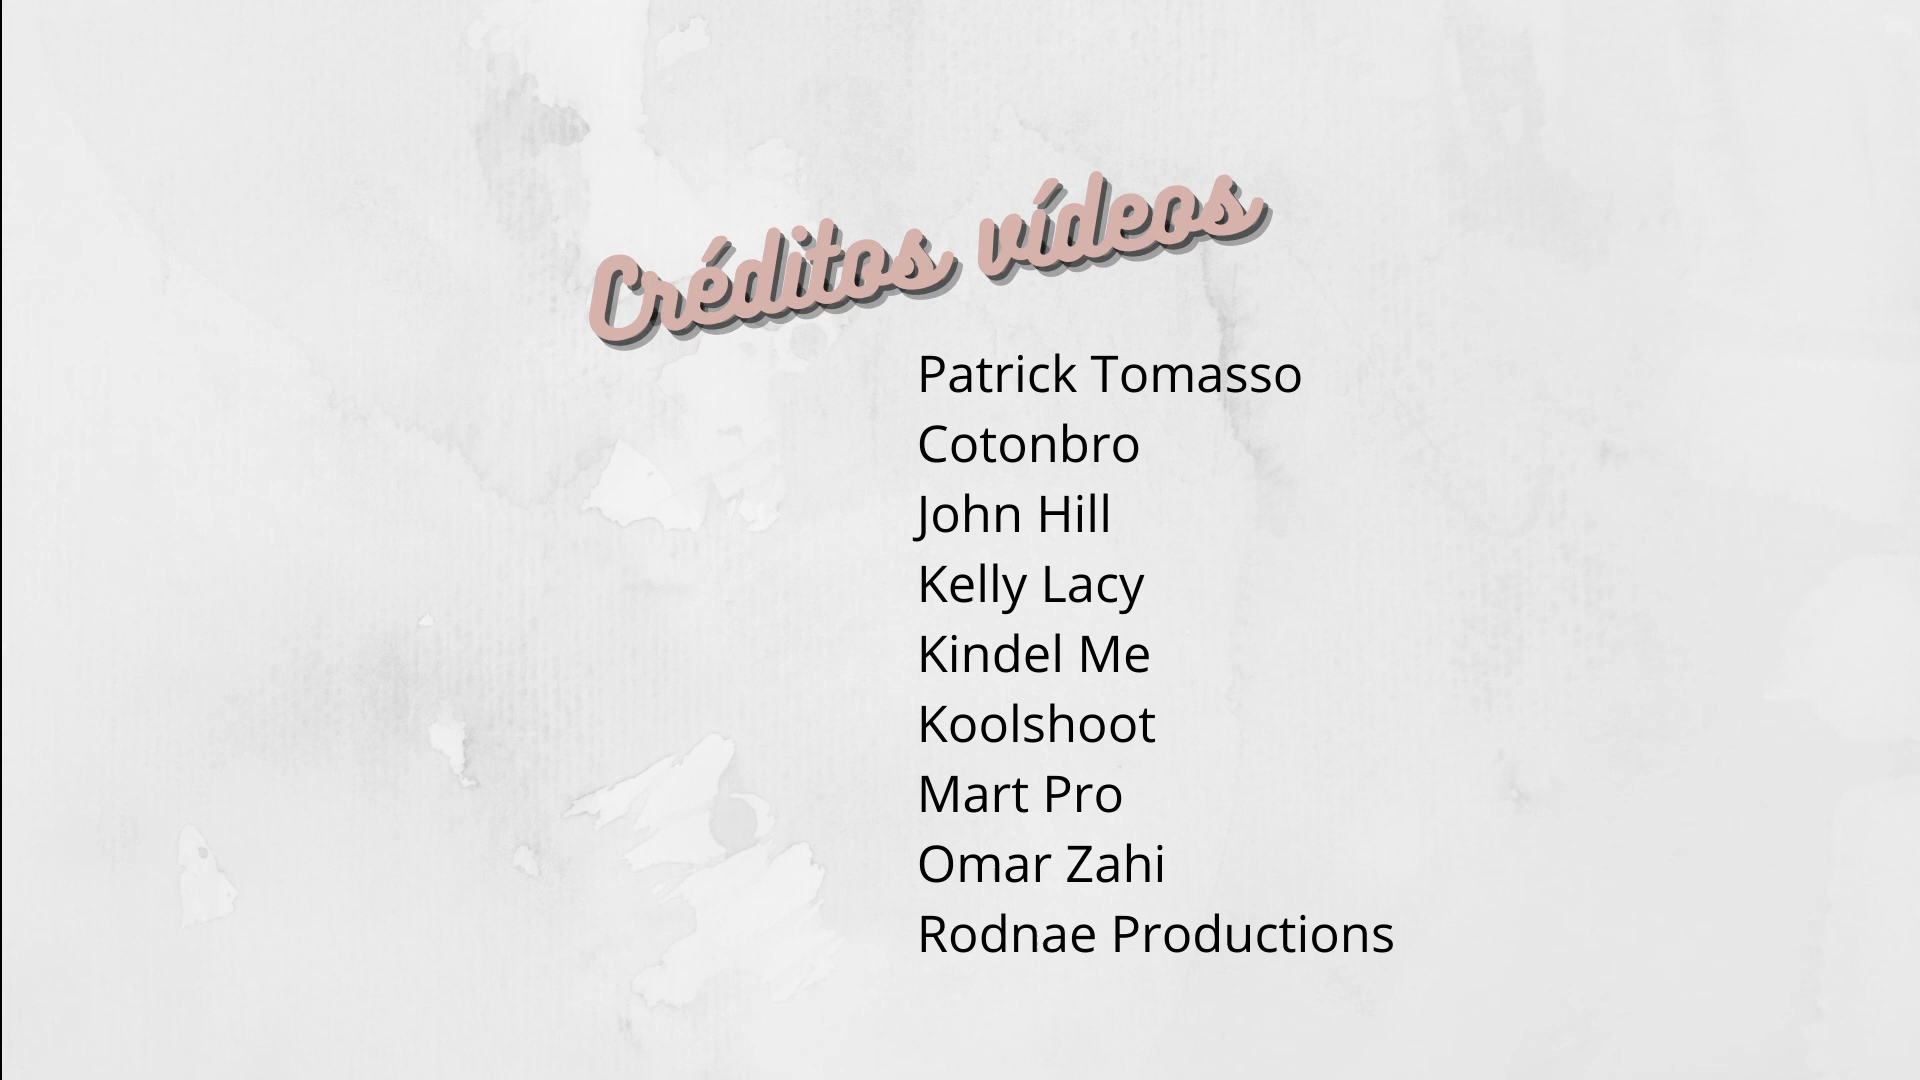 Créditos vídeos
Patrick Tomasso
Cotonbro
John Hill
Kelly Lacy
Kindel Me
Koolshoot
Mart Pro
Omar Zahi
Rodnae Productions